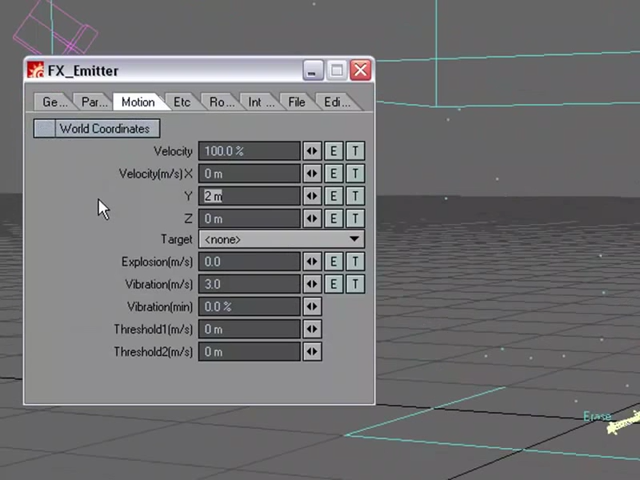 FX_Emitter
Ge... Par... Motion Etc Ro... Int ... File Edi...
World Coordinates
Velocity 100.0 % E T
Velocity(m/s) X 0 m E T
Y 2 m E T
Z 0 m E T
Target <none>
Explosion(m/s) 0.0 E T
Vibration(m/s) 3.0 E T
Vibration(min) 0.0 %
Threshold1(m/s) 0 m
Threshold2(m/s) 0 m
Erase